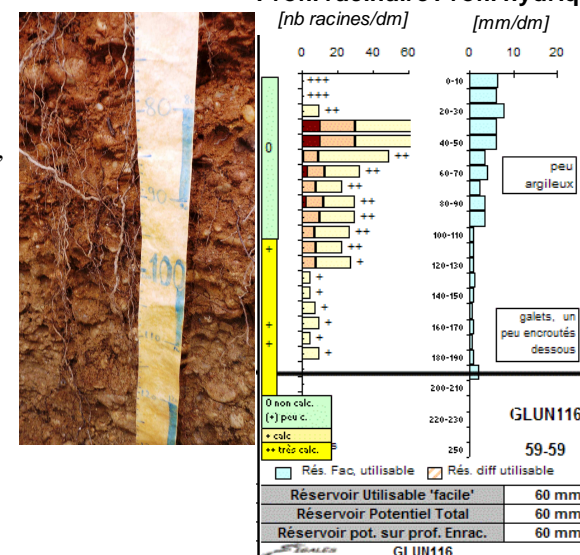 [nb racines/dm] [mm/dm]
0 20 40 60 0 10 20
+++ 0-10
+++
++ 20-30
40-50
0
++
++ 60-70 peu
++ argileux
++ 80-90
++
++
+ ++ 100-110
+ 120-130
+
+ 140-150
+
+ + 160-170 galets, un
+ + peu encroutés
+ 180-190 dessous
200-210
0 non calc.
(+) peu c. 220-230 GLUN116
+ calc
++ très calc. 250 59-59
Rés. Fac, utilisable Rés. diff utilisable
Réservoir Utilisable 'facile' 60 mm
Réservoir Potentiel Total 60 mm
Réservoir pot. sur prof. Enrac. 60 mm
GLUN116
-80-
-90-
-100